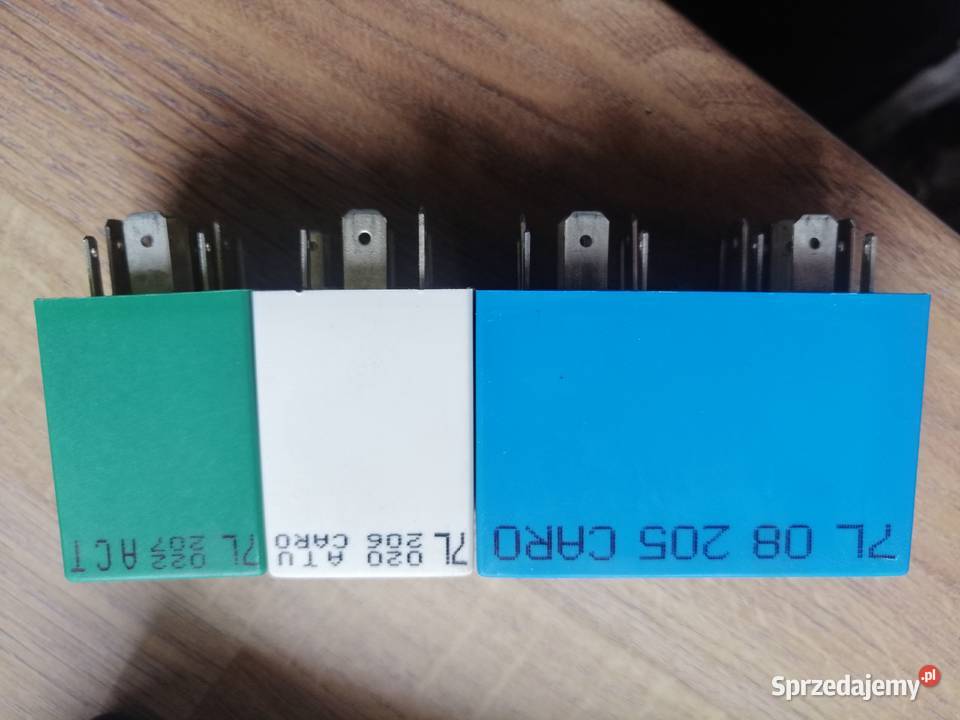 7L 08 205 CARO
7L 020 ATU
206 CARO
7L 022 ACT
207
Sprzedajemy.pl